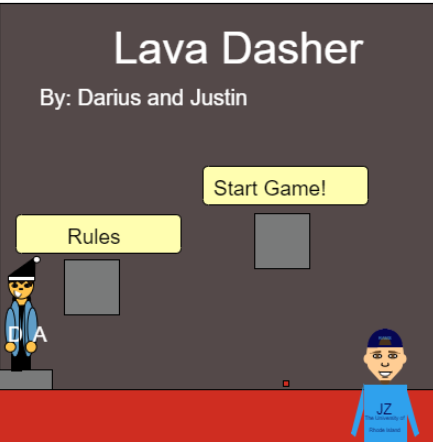 Lava Dasher
By: Darius and Justin
Start Game!
Rules
D A
JZ
The University of
Rhode Island